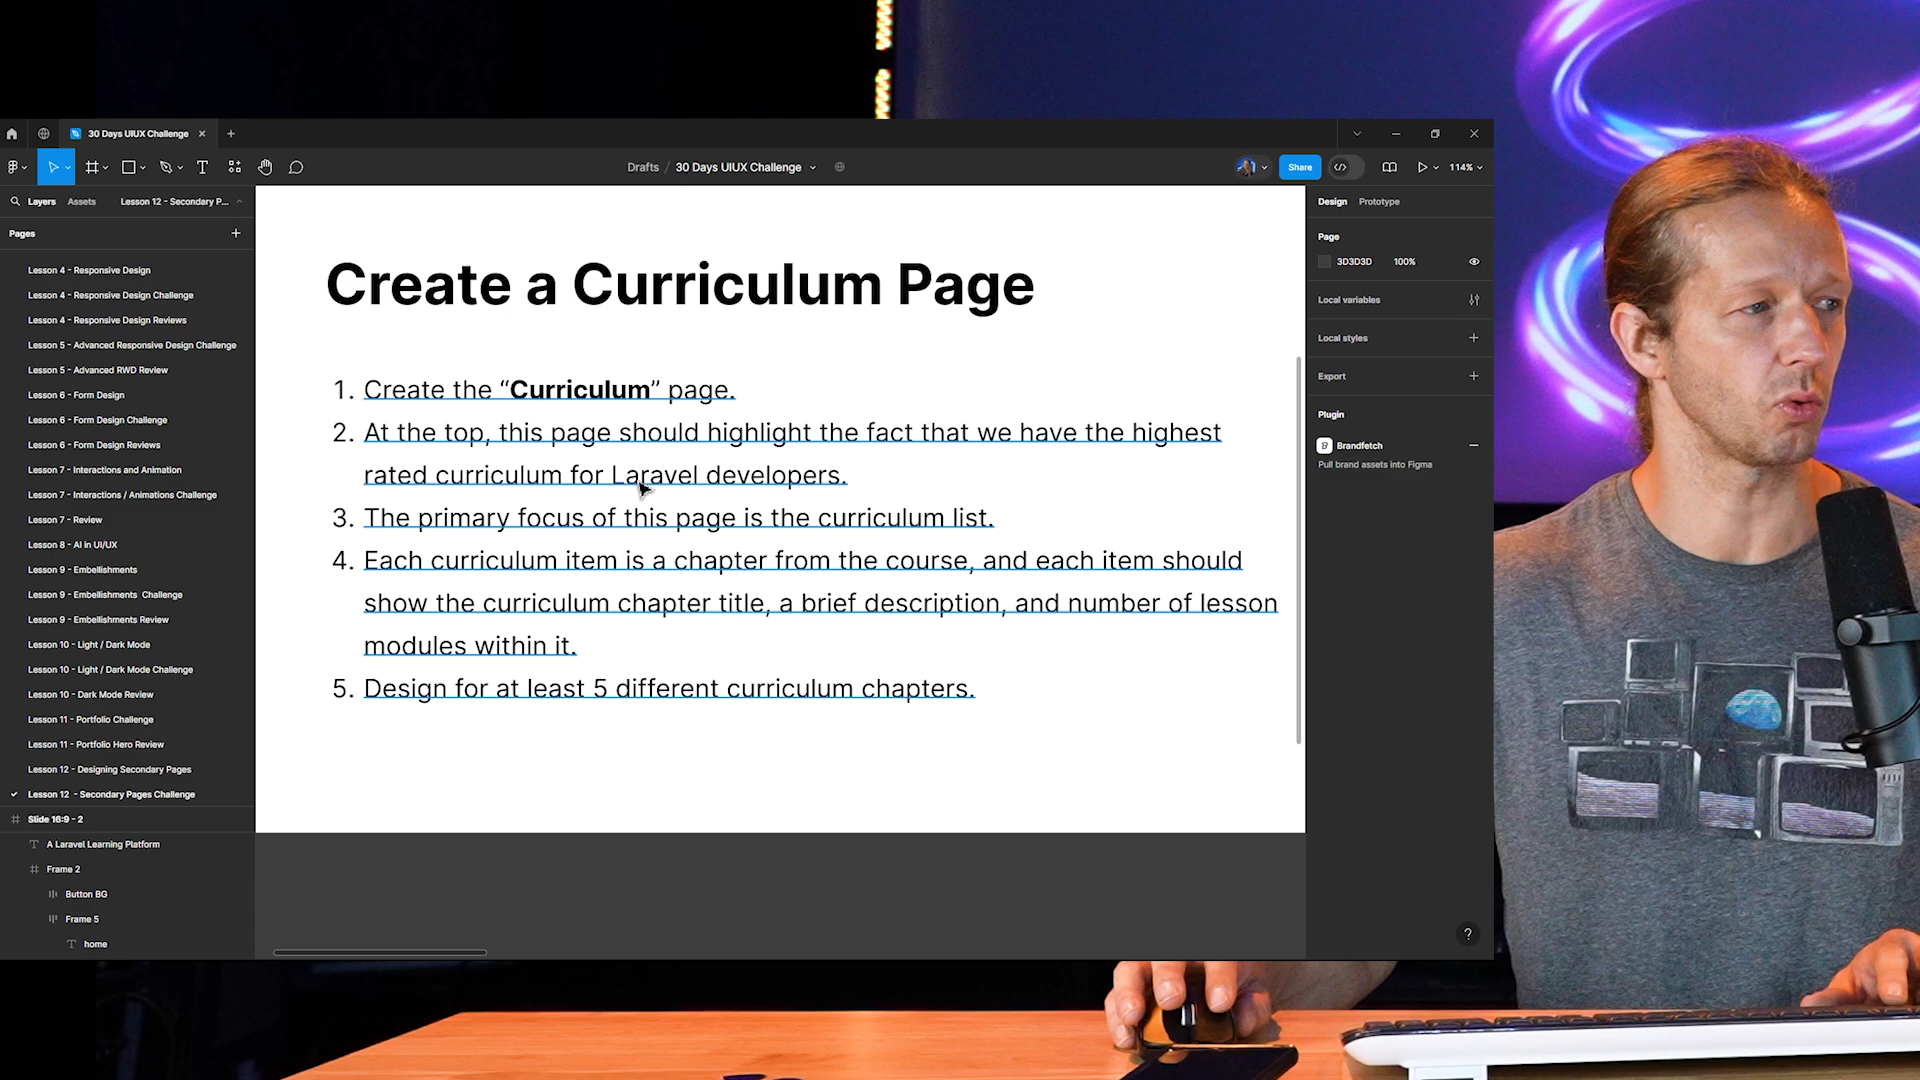 30 Days UIUX Challenge
Drafts / 30 Days UIUX Challenge
Share
114%
Layers
Assets
Lesson 12 - Secondary P...
Pages
Lesson 4 - Responsive Design
Lesson 4 - Responsive Design Challenge
Lesson 4 - Responsive Design Reviews
Lesson 5 - Advanced Responsive Design Challenge
Lesson 5 - Advanced RWD Review
Lesson 6 - Form Design
Lesson 6 - Form Design Challenge
Lesson 6 - Form Design Reviews
Lesson 7 - Interactions and Animation
Lesson 7 - Interactions / Animations Challenge
Lesson 7 - Review
Lesson 8 - AI in UI/UX
Lesson 9 - Embellishments
Lesson 9 - Embellishments Challenge
Lesson 9 - Embellishments Review
Lesson 10 - Light / Dark Mode
Lesson 10 - Light / Dark Mode Challenge
Lesson 10 - Dark Mode Review
Lesson 11 - Portfolio Challenge
Lesson 11 - Portfolio Hero Review
Lesson 12 - Designing Secondary Pages
Lesson 12 - Secondary Pages Challenge
Slide 16:9 - 2
A Laravel Learning Platform
Frame 2
Button BG
Frame 5
home
Create a Curriculum Page
1. Create the “Curriculum” page.
2. At the top, this page should highlight the fact that we have the highest
rated curriculum for Laravel developers.
3. The primary focus of this page is the curriculum list.
4. Each curriculum item is a chapter from the course, and each item should
show the curriculum chapter title, a brief description, and number of lesson
modules within it.
5. Design for at least 5 different curriculum chapters.
Design
Prototype
Page
3D3D3D 100%
Local variables
Local styles
Export
Plugin
Brandfetch
Pull brand assets into Figma
?